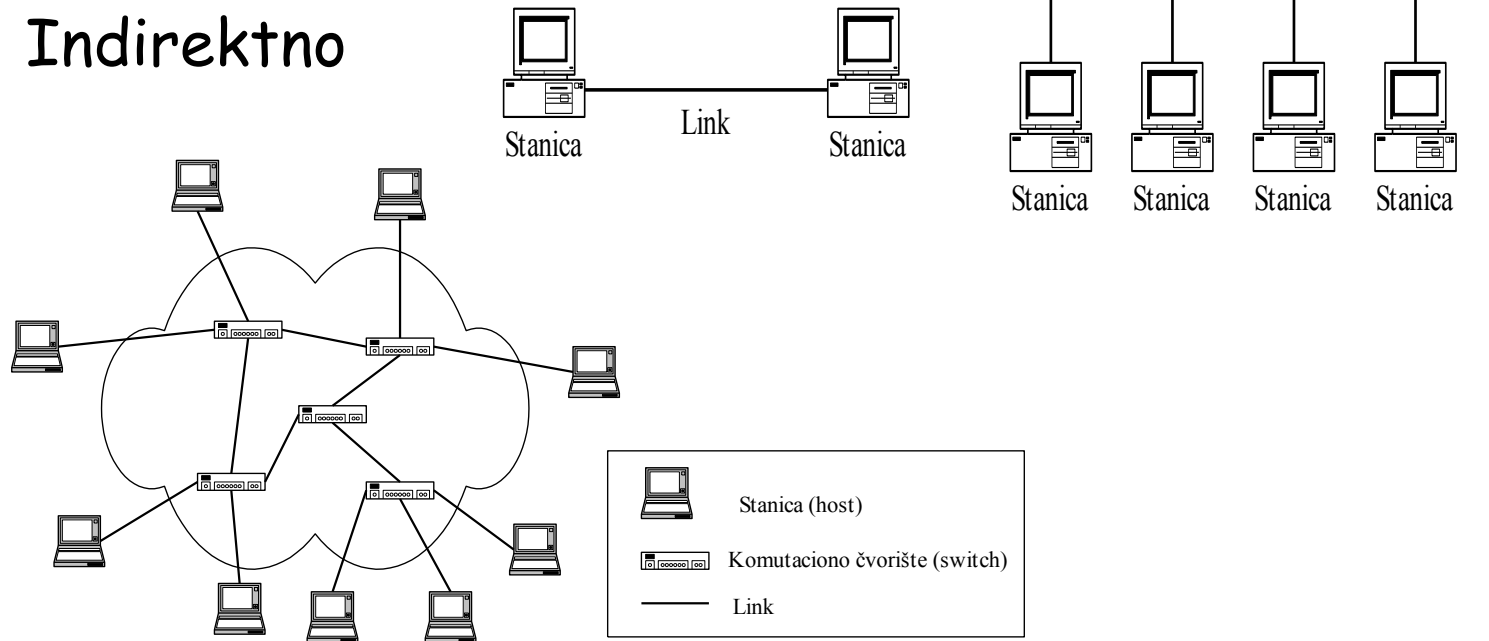 Indirektno
Link
Stanica
Stanica
Stanica
Stanica
Stanica
Stanica
Stanica (host)
Komutaciono čvorište (switch)
Link